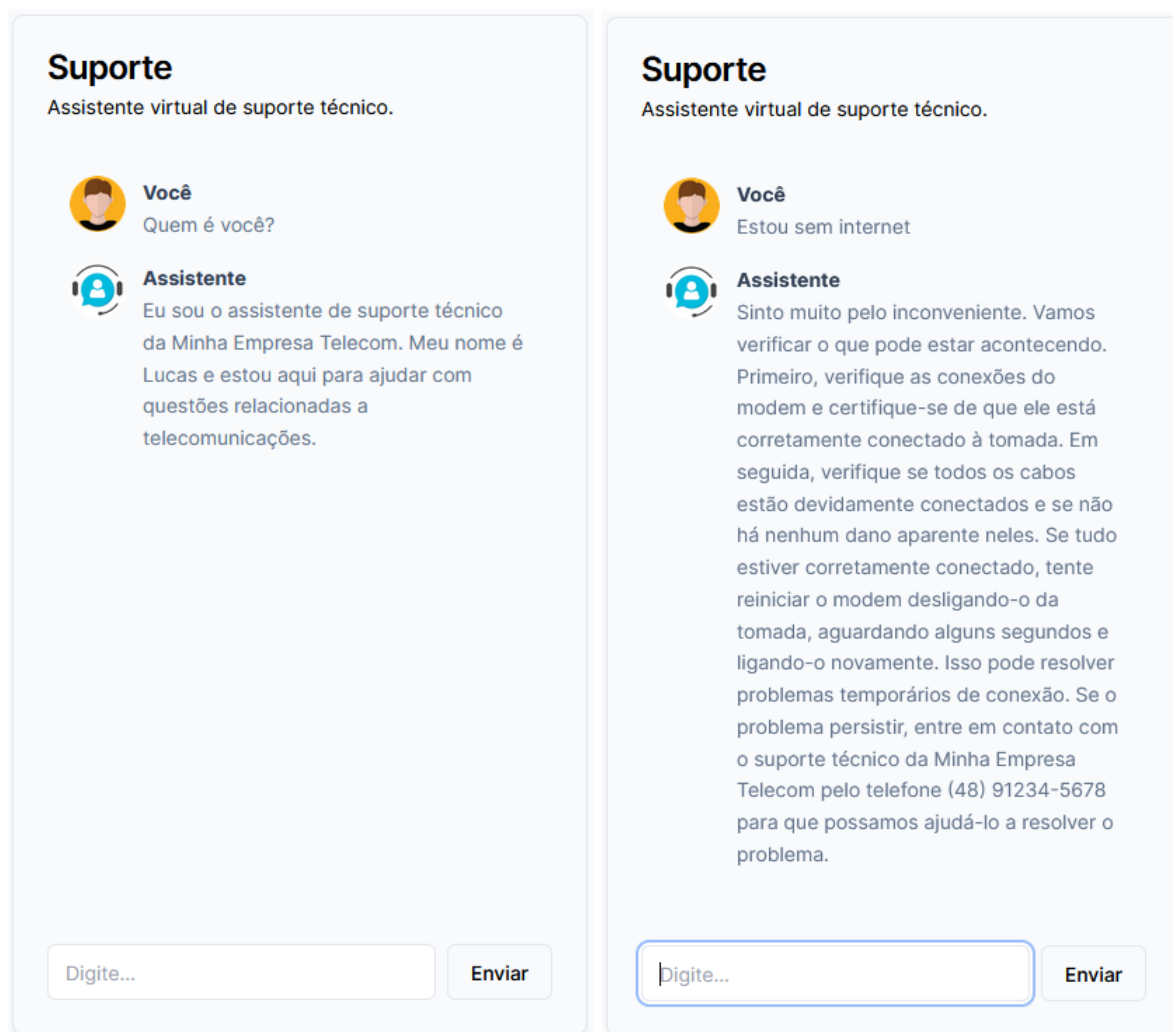 Suporte
Assistente virtual de suporte técnico.
Você
Quem é você?
Assistente
Eu sou o assistente de suporte técnico
da Minha Empresa Telecom. Meu nome é
Lucas e estou aqui para ajudar com
questões relacionadas a
telecomunicações.
Digite...
Enviar
Suporte
Assistente virtual de suporte técnico.
Você
Estou sem internet
Assistente
Sinto muito pelo inconveniente. Vamos
verificar o que pode estar acontecendo.
Primeiro, verifique as conexões do
modem e certifique-se de que ele está
corretamente conectado à tomada. Em
seguida, verifique se todos os cabos
estão devidamente conectados e se não
há nenhum dano aparente neles. Se tudo
estiver corretamente conectado, tente
reiniciar o modem desligando-o da
tomada, aguardando alguns segundos e
ligando-o novamente. Isso pode resolver
problemas temporários de conexão. Se o
problema persistir, entre em contato com
o suporte técnico da Minha Empresa
Telecom pelo telefone (48) 91234-5678
para que possamos ajudá-lo a resolver o
problema.
Digite...
Enviar